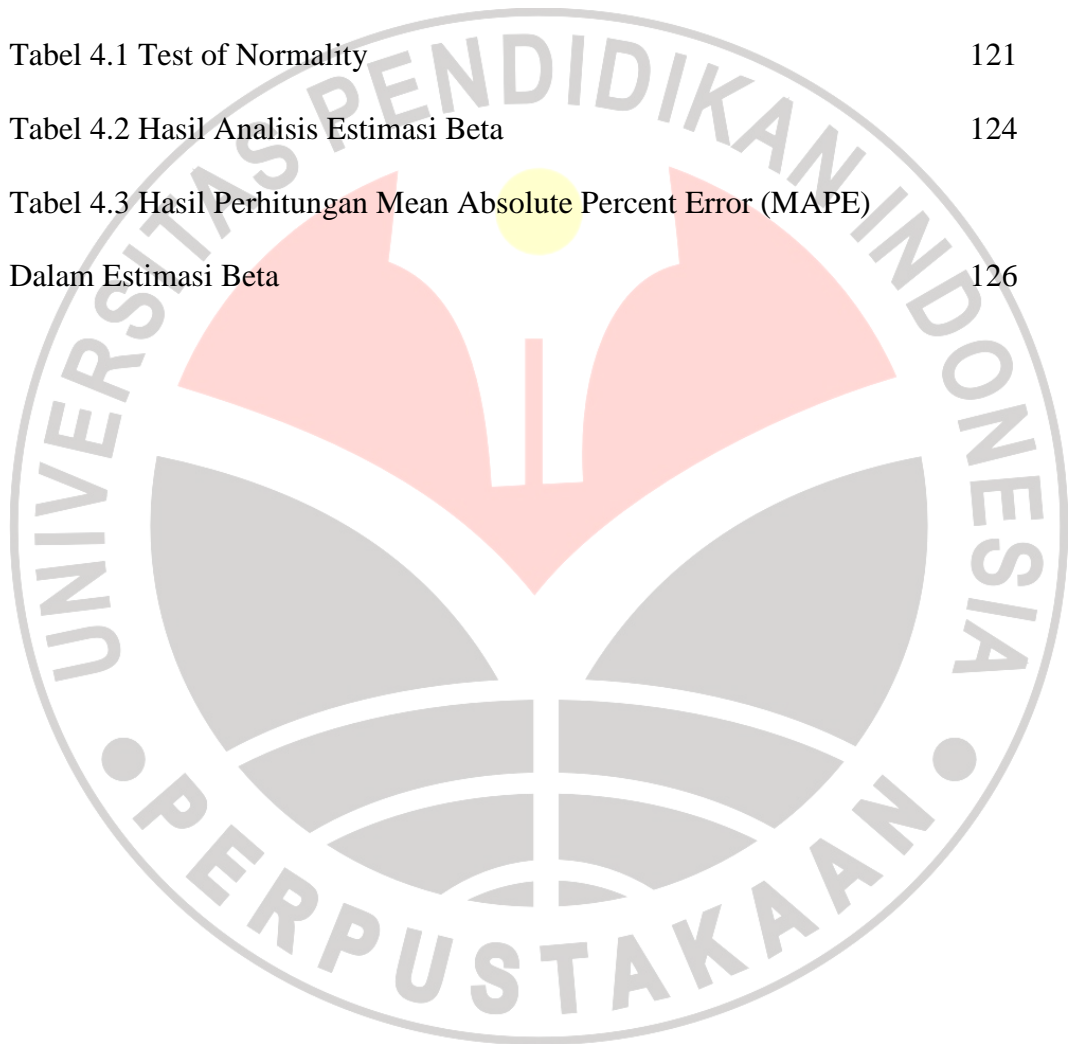 Tabel 4.1 Test of Normality 121
Tabel 4.2 Hasil Analisis Estimasi Beta 124
Tabel 4.3 Hasil Perhitungan Mean Absolute Percent Error (MAPE)
Dalam Estimasi Beta 126
UNIVERSITAS PENDIDIKAN INDONESIA
PERPUSTAKAAN